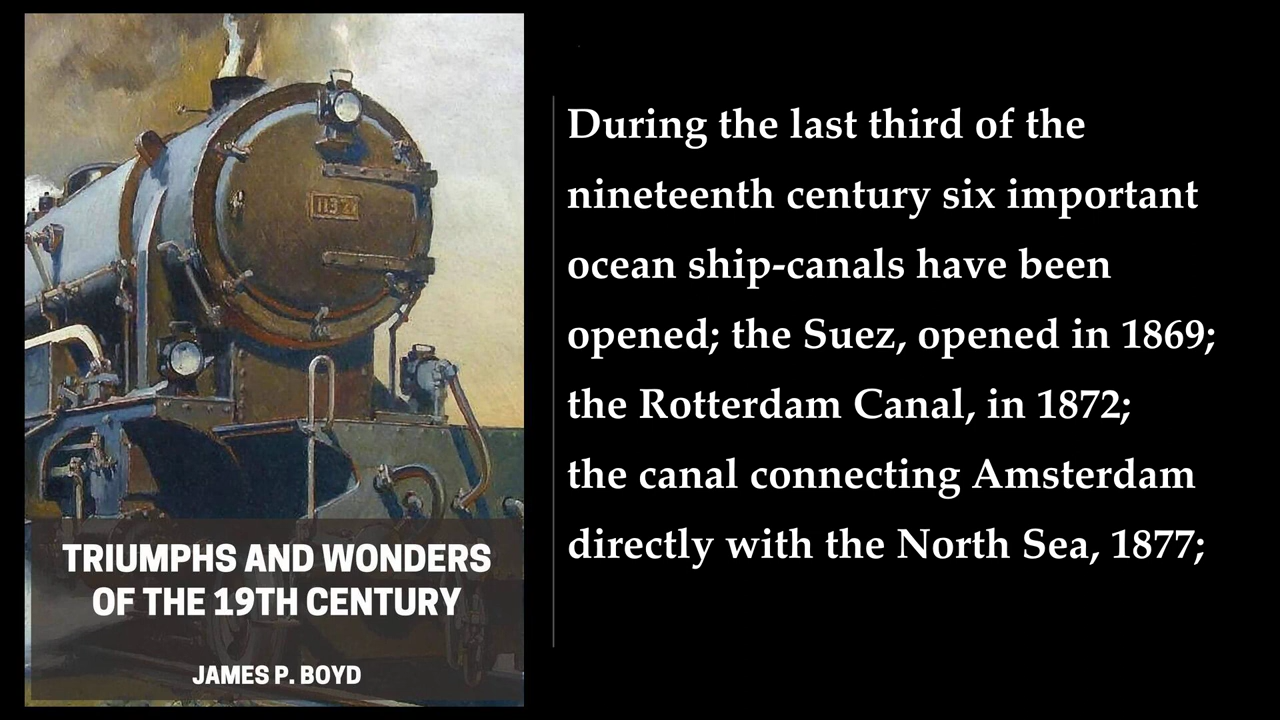 TRIUMPHS AND WONDERS
OF THE 19TH CENTURY
JAMES P. BOYD
During the last third of the
nineteenth century six important
ocean ship-canals have been
opened; the Suez, opened in 1869;
the Rotterdam Canal, in 1872;
the canal connecting Amsterdam
directly with the North Sea, 1877;